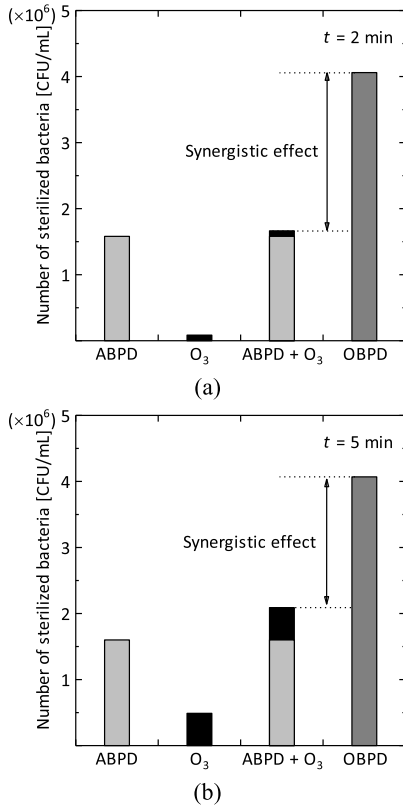 (×10⁶)
5
t = 2 min
4
Synergistic effect
3
2
1
Number of sterilized bacteria [CFU/mL]
ABPD O₃ ABPD + O₃ OBPD
(a)
(×10⁶)
5
t = 5 min
4
Synergistic effect
3
2
1
Number of sterilized bacteria [CFU/mL]
ABPD O₃ ABPD + O₃ OBPD
(b)